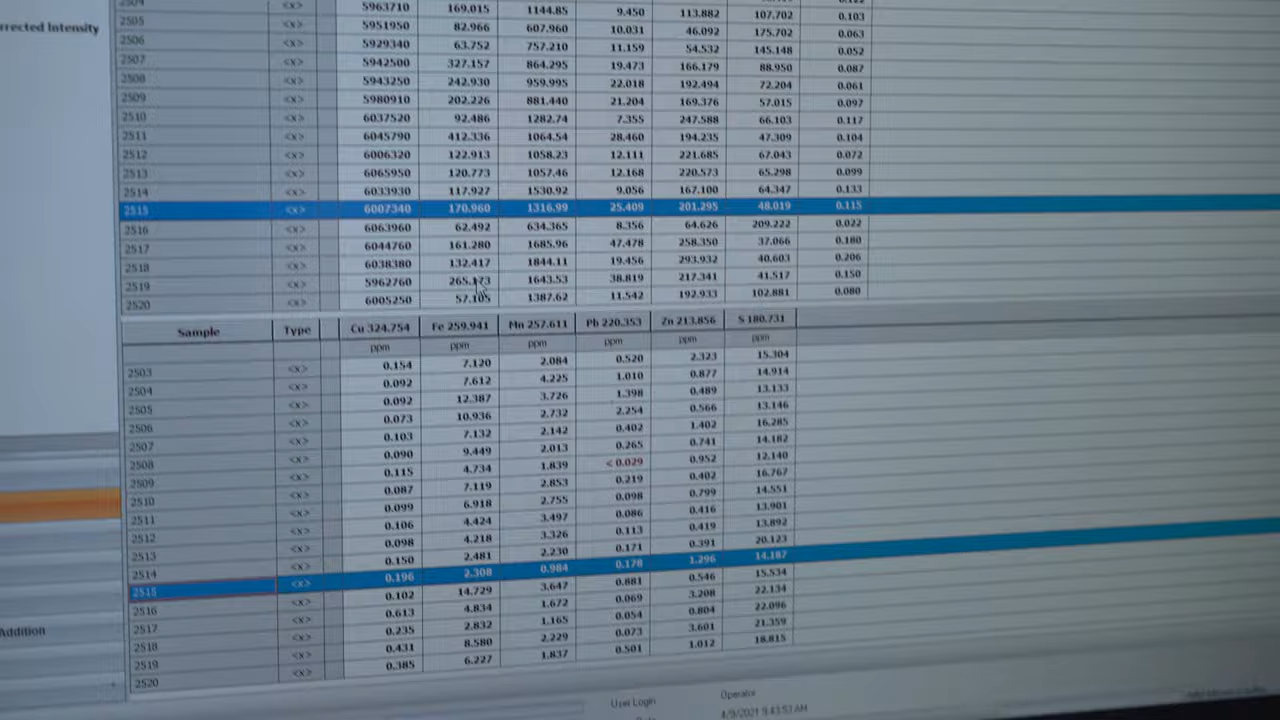 2504 <x> 5963710 169.015 1144.85 9.450 113.882 107.702
rrected Intensity
2505 <x> 5951950 82.966 607.960 10.031 46.092 175.702 0.103
2506 <x> 5929340 63.752 757.210 11.159 54.532 145.148 0.063
2507 <x> 5942500 327.157 864.295 19.473 166.179 88.950 0.052
2508 <x> 5943250 242.930 959.995 22.018 192.494 72.204 0.087
2509 <x> 5980910 202.226 881.440 21.204 169.376 57.015 0.061
2510 <x> 6037520 92.486 1282.74 7.355 247.588 66.103 0.097
2511 <x> 6045790 412.336 1064.54 28.460 194.235 47.309 0.117
2512 <x> 6006320 122.913 1058.23 12.111 221.685 67.043 0.104
2513 <x> 6065950 120.773 1057.46 12.168 220.573 65.298 0.072
2514 <x> 6033930 117.927 1530.92 9.056 167.100 64.347 0.099
0.133
2515 <x> 6007340 170.960 1316.99 25.409 201.295 48.019 0.115
2516 <x> 6063960 62.492 634.365 8.356 64.626 209.222 0.022
2517 <x> 6044760 161.280 1685.96 47.478 258.350 37.066 0.180
2518 <x> 6038380 132.417 1844.11 19.456 293.932 40.603 0.206
2519 <x> 5962760 265.173 1643.53 38.819 217.341 41.517 0.150
2520 <x> 6005250 57.105 1387.62 11.542 192.933 102.881 0.080
Sample Type Cu 324.754 Fe 259.941 Mn 257.611 Pb 220.353 Zn 213.856 S 180.731
ppm ppm ppm ppm ppm ppm
2503 <x> 0.154 7.120 2.084 0.520 2.323 15.304
2504 <x> 0.092 7.612 4.225 1.010 0.877 14.914
2505 <x> 0.092 12.387 3.726 1.398 0.489 13.133
2506 <x> 0.073 10.936 2.732 2.254 0.566 13.146
2507 <x> 0.103 7.132 2.142 0.402 1.402 16.285
2508 <x> 0.090 9.449 2.013 0.265 0.741 14.182
2509 <x> 0.115 4.734 1.839 < 0.029 0.952 12.140
2510 <x> 0.087 7.119 2.853 0.219 0.402 16.767
2511 <x> 0.099 6.918 2.755 0.098 0.799 14.551
2512 <x> 0.106 4.424 3.497 0.086 0.416 13.901
2513 <x> 0.098 4.218 3.326 0.113 0.419 13.892
2514 <x> 0.150 2.481 2.230 0.171 0.391 20.123
2515 <x> 0.196 2.308 0.984 0.178 1.296 14.187
2516 <x> 0.102 14.729 3.647 0.881 0.546 15.534
2517 <x> 0.613 4.834 1.672 0.069 3.208 22.134
2518 <x> 0.235 2.832 1.165 0.054 0.804 22.096
Addition
2519 <x> 0.431 8.580 2.229 0.073 3.601 21.359
2520 <x> 0.385 6.227 1.837 0.501 1.012 18.815
User Login Operator
4/9/2021 9:43:53 AM